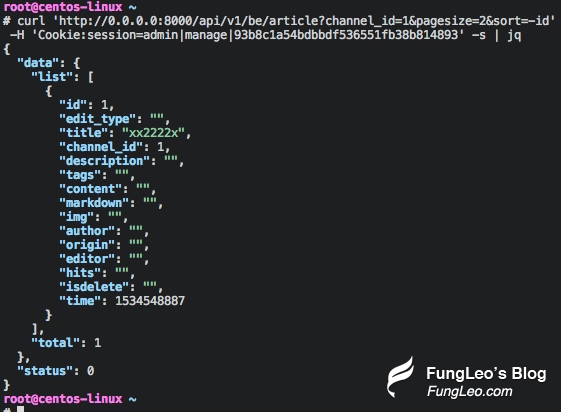 root@centos-linux ~
# curl 'http://0.0.0.0:8000/api/v1/be/article?channel_id=1&pagesize=2&sort=-id'
-H 'Cookie:session=admin|manage|93b8c1a54bdbbdf536551fb38b814893' -s | jq
{
  "data": {
    "list": [
      {
        "id": 1,
        "edit_type": "",
        "title": "xx2222x",
        "channel_id": 1,
        "description": "",
        "tags": "",
        "content": "",
        "markdown": "",
        "img": "",
        "author": "",
        "origin": "",
        "editor": "",
        "hits": "",
        "isdelete": "",
        "time": 1534548887
      }
    ],
    "total": 1
  },
  "status": 0
}
root@centos-linux ~
#
FungLeo's Blog
FungLeo.com